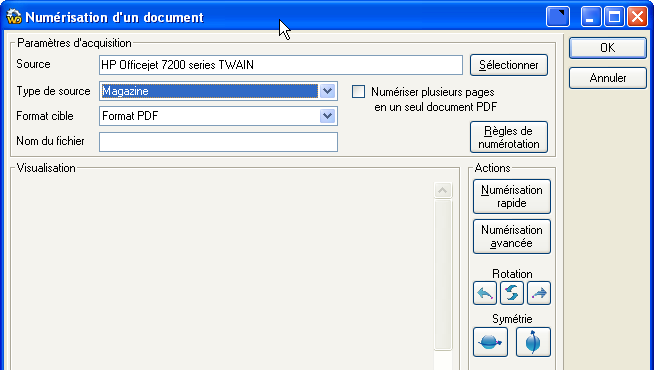 Numérisation d'un document
Paramètres d'acquisition
Source
HP Officejet 7200 series TWAIN
Sélectionner
Type de source
Magazine
Numériser plusieurs pages
en un seul document PDF
Format cible
Format PDF
Nom du fichier
Règles de
numérotation
OK
Annuler
Visualisation
Actions
Numérisation
rapide
Numérisation
avancée
Rotation
Symétrie